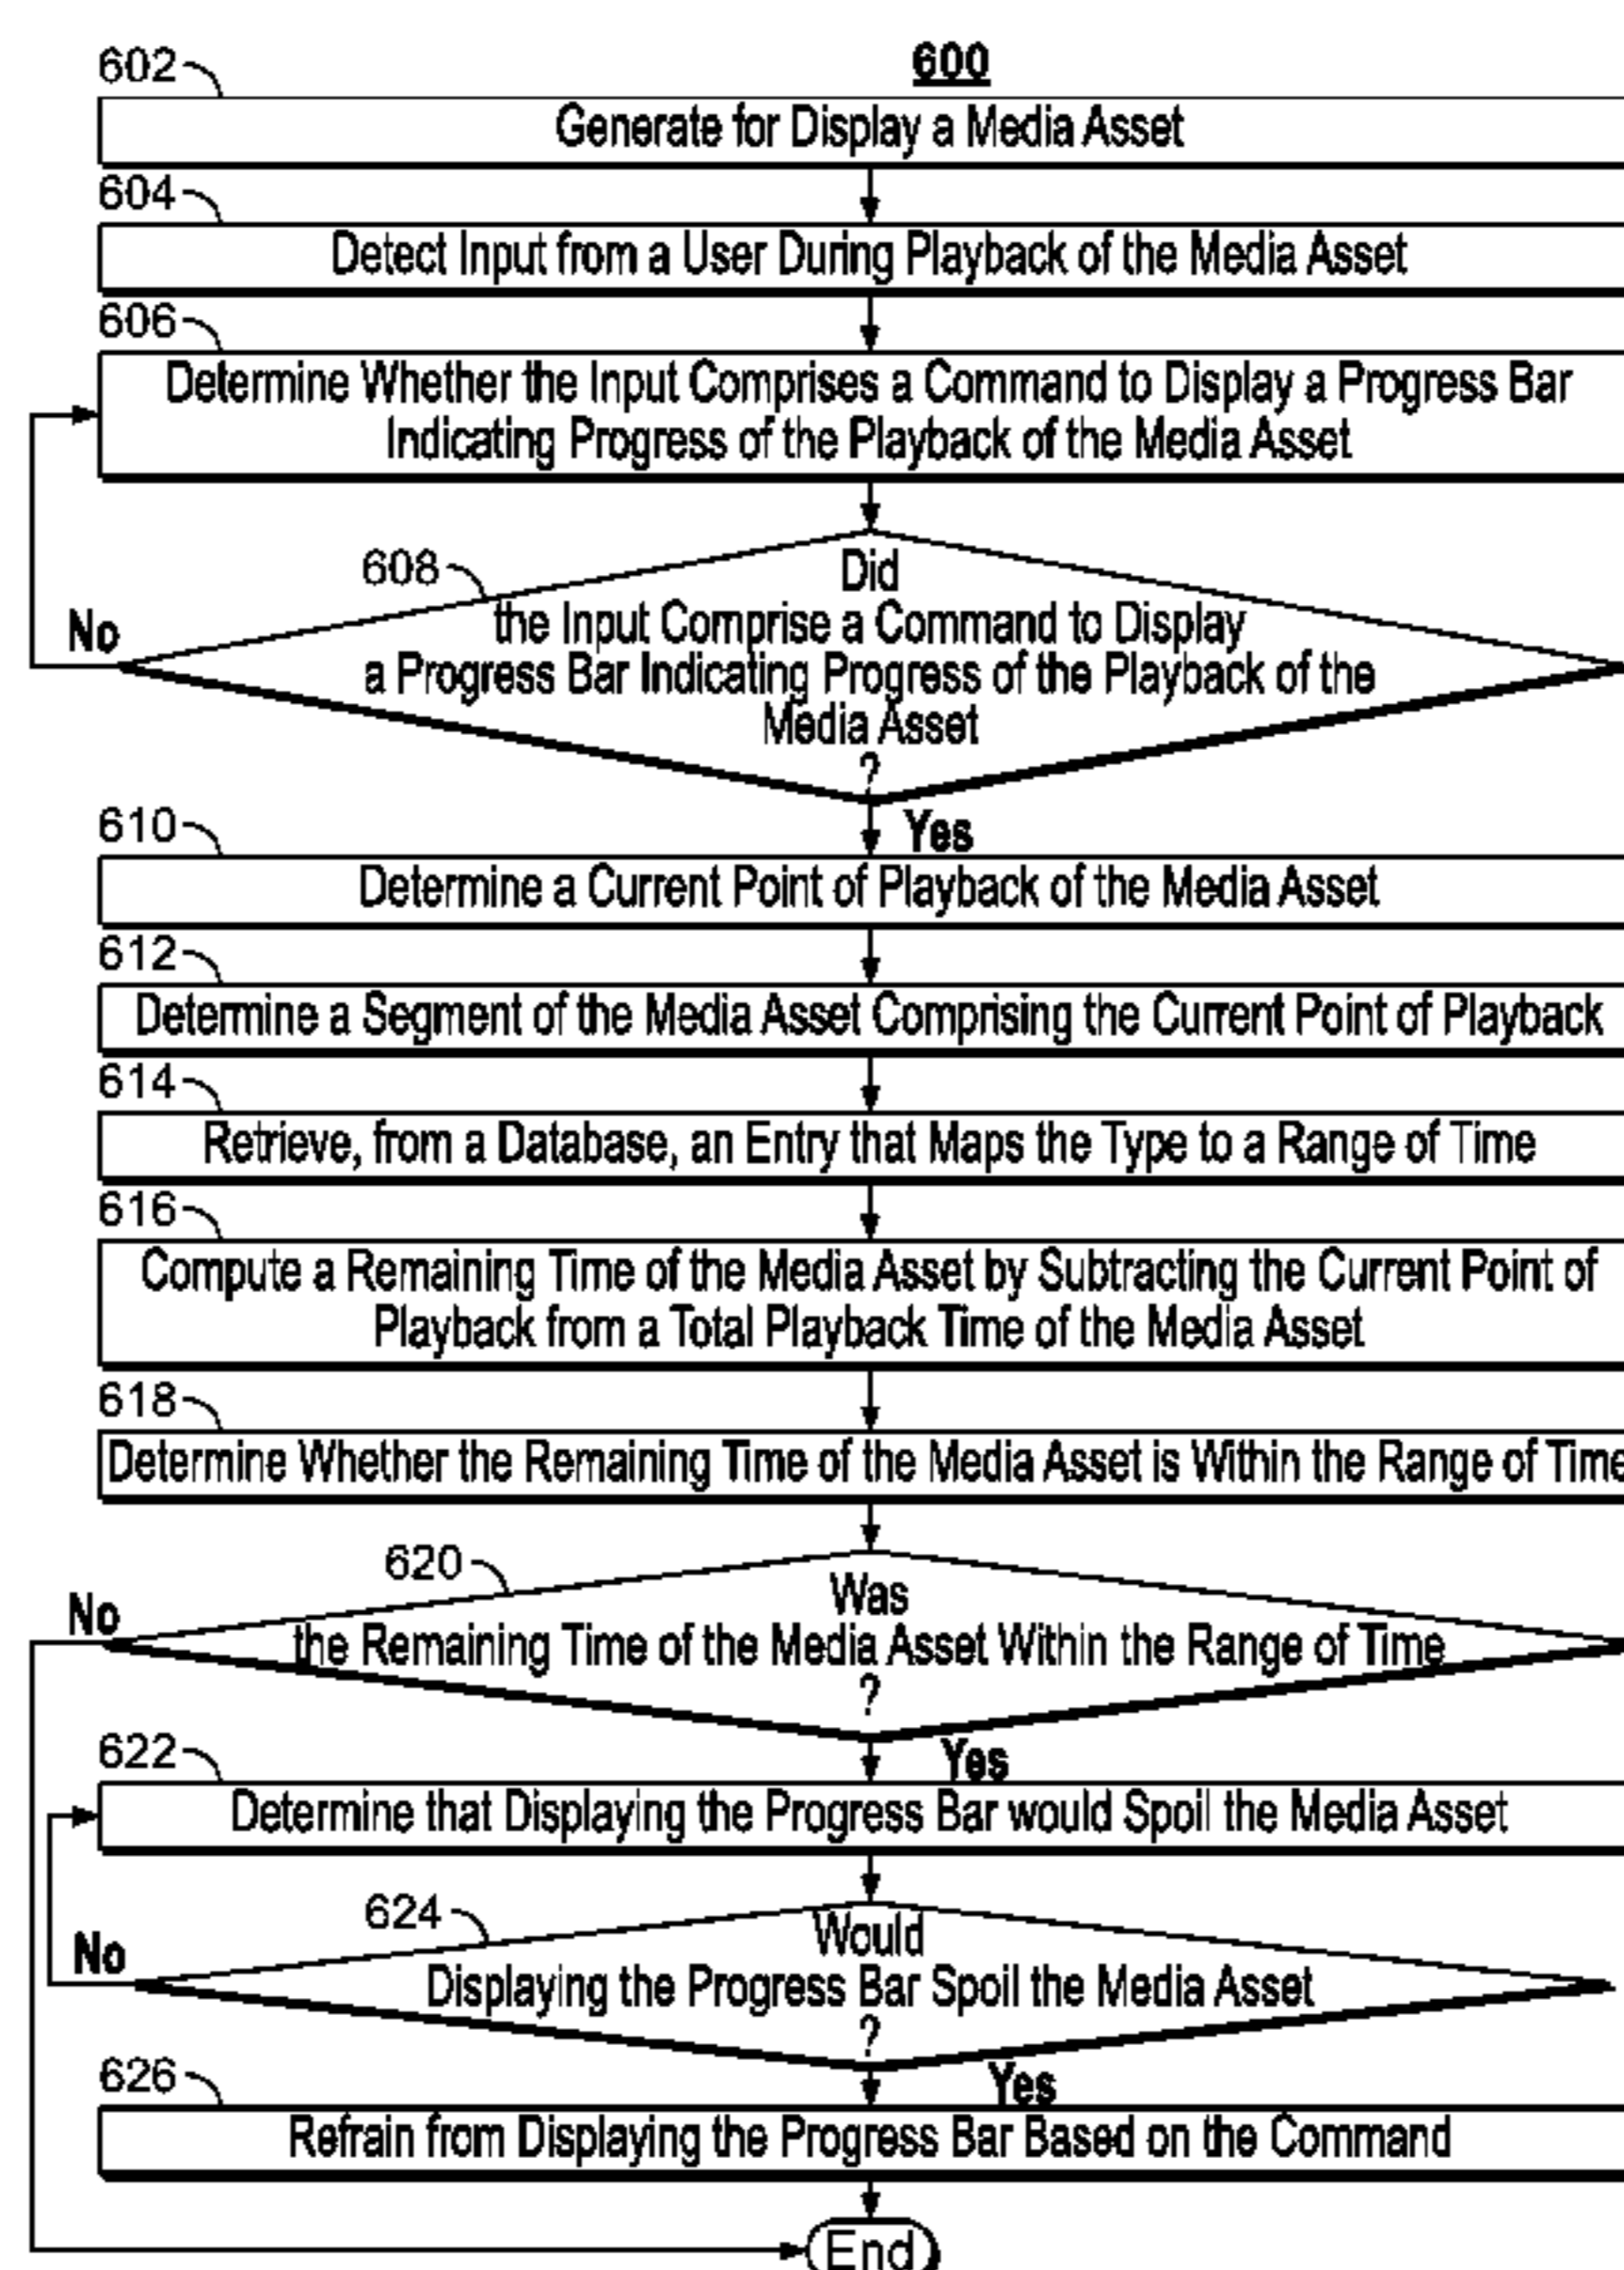 600
602
Generate for Display a Media Asset
604
Detect Input from a User During Playback of the Media Asset
606
Determine Whether the Input Comprises a Command to Display a Progress Bar
Indicating Progress of the Playback of the Media Asset
608
Did
the Input Comprise a Command to Display
a Progress Bar Indicating Progress of the Playback of the
Media Asset
?
No
Yes
610
Determine a Current Point of Playback of the Media Asset
612
Determine a Segment of the Media Asset Comprising the Current Point of Playback
614
Retrieve, from a Database, an Entry that Maps the Type to a Range of Time
616
Compute a Remaining Time of the Media Asset by Subtracting the Current Point of
Playback from a Total Playback Time of the Media Asset
618
Determine Whether the Remaining Time of the Media Asset is Within the Range of Time
620
Was
the Remaining Time of the Media Asset Within the Range of Time
?
No
Yes
622
Determine that Displaying the Progress Bar would Spoil the Media Asset
624
Would
Displaying the Progress Bar Spoil the Media Asset
?
No
Yes
626
Refrain from Displaying the Progress Bar Based on the Command
End